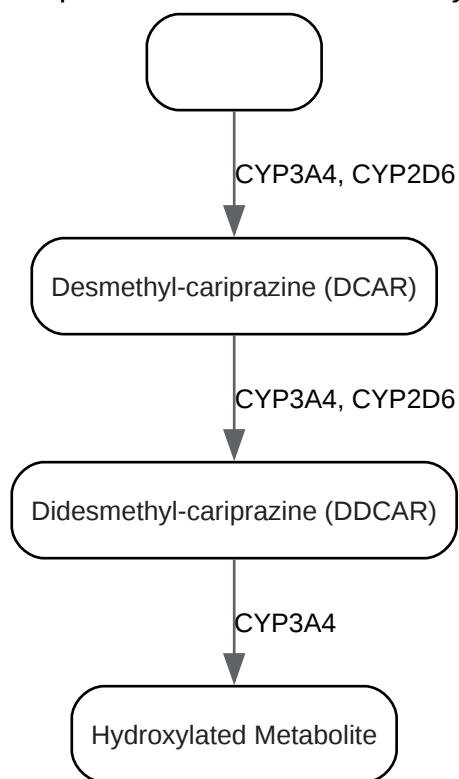 CYP3A4, CYP2D6
Desmethyl-cariprazine (DCAR)
CYP3A4, CYP2D6
Didesmethyl-cariprazine (DDCAR)
CYP3A4
Hydroxylated Metabolite